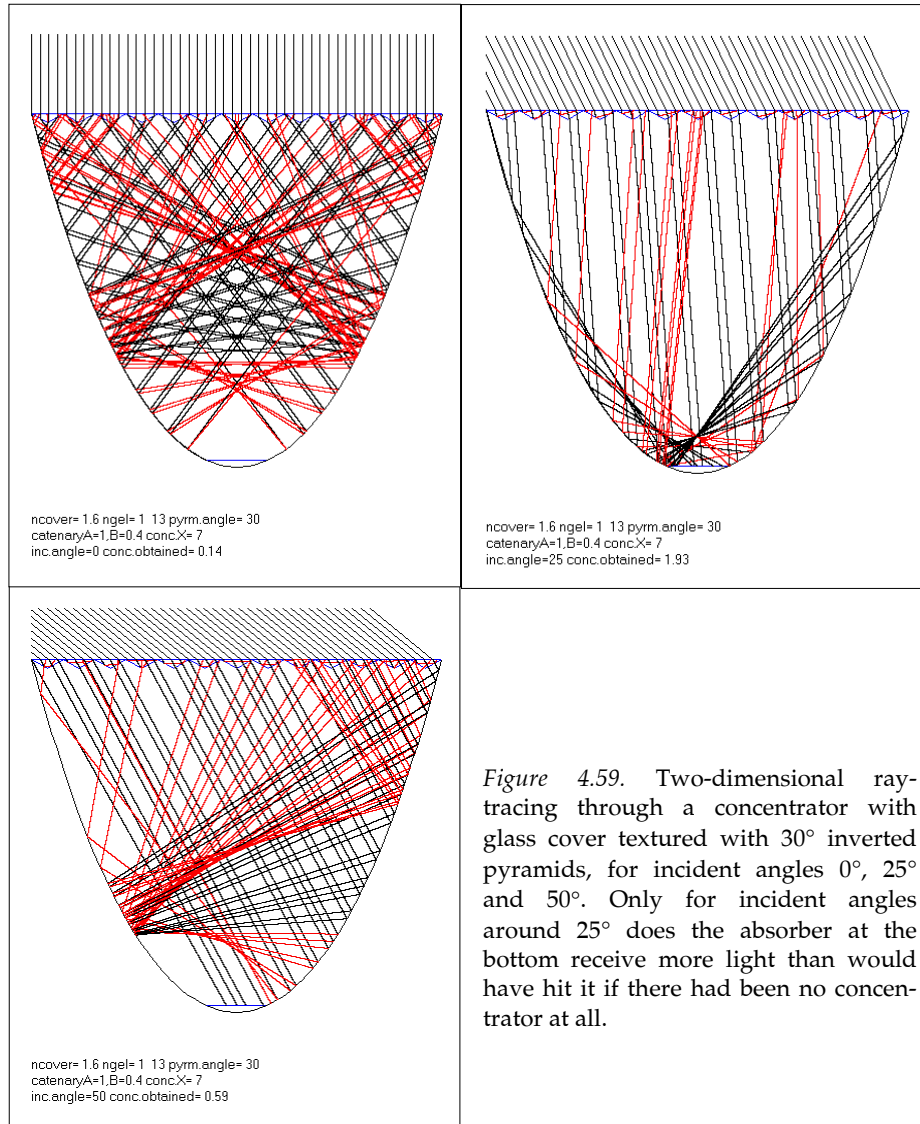 ncover= 1.6 ngel= 1 13 pyrm.angle= 30
catenaryA=1,B=0.4 conc.X= 7
inc.angle=0 conc.obtained= 0.14
ncover= 1.6 ngel= 1 13 pyrm.angle= 30
catenaryA=1,B=0.4 conc.X= 7
inc.angle=25 conc.obtained= 1.93
ncover= 1.6 ngel= 1 13 pyrm.angle= 30
catenaryA=1,B=0.4 conc.X= 7
inc.angle=50 conc.obtained= 0.59
Figure 4.59. Two-dimensional ray-
tracing through a concentrator with
glass cover textured with 30° inverted
pyramids, for incident angles 0°, 25°
and 50°. Only for incident angles
around 25° does the absorber at the
bottom receive more light than would
have hit it if there had been no concen-
trator at all.